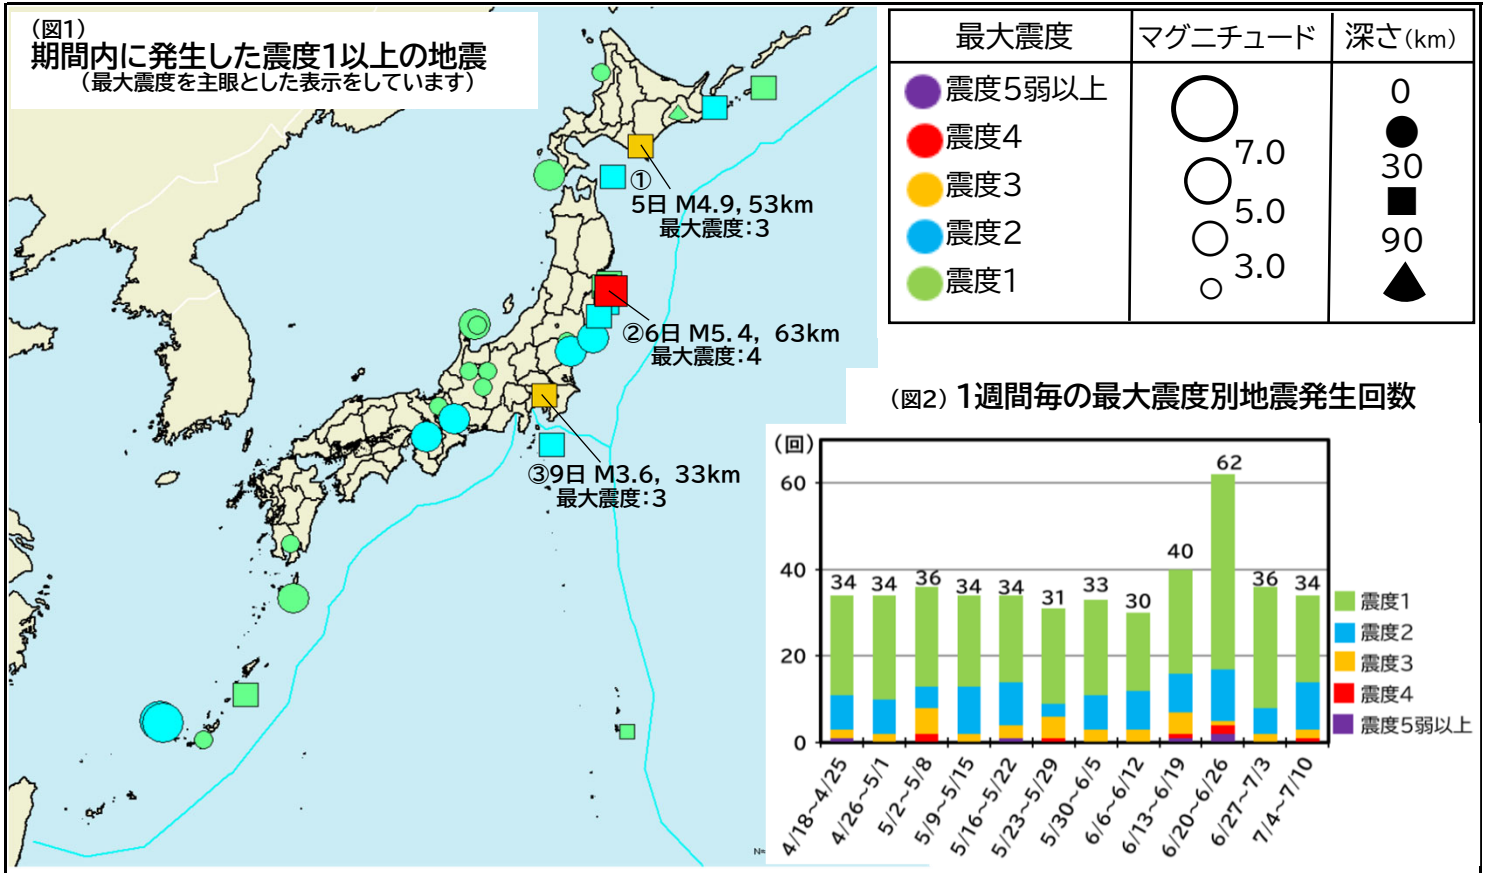 (図1)
期間内に発生した震度1以上の地震
(最大震度を主眼とした表示をしています)
①
5日 M4.9, 53km
最大震度:3
②6日 M5.4, 63km
最大震度:4
③9日 M3.6, 33km
最大震度:3
N=
最大震度 マグニチュード 深さ(km)
震度5弱以上
震度4
震度3
震度2
震度1
7.0
5.0
3.0
0
30
90
(図2) 1週間毎の最大震度別地震発生回数
(回)
60
40
20
0
34 34 36 34 34 31 33 30 40 62 36 34
4/18~4/25
4/26~5/1
5/2~5/8
5/9~5/15
5/16~5/22
5/23~5/29
5/30~6/5
6/6~6/12
6/13~6/19
6/20~6/26
6/27~7/3
7/4~7/10
震度1
震度2
震度3
震度4
震度5弱以上